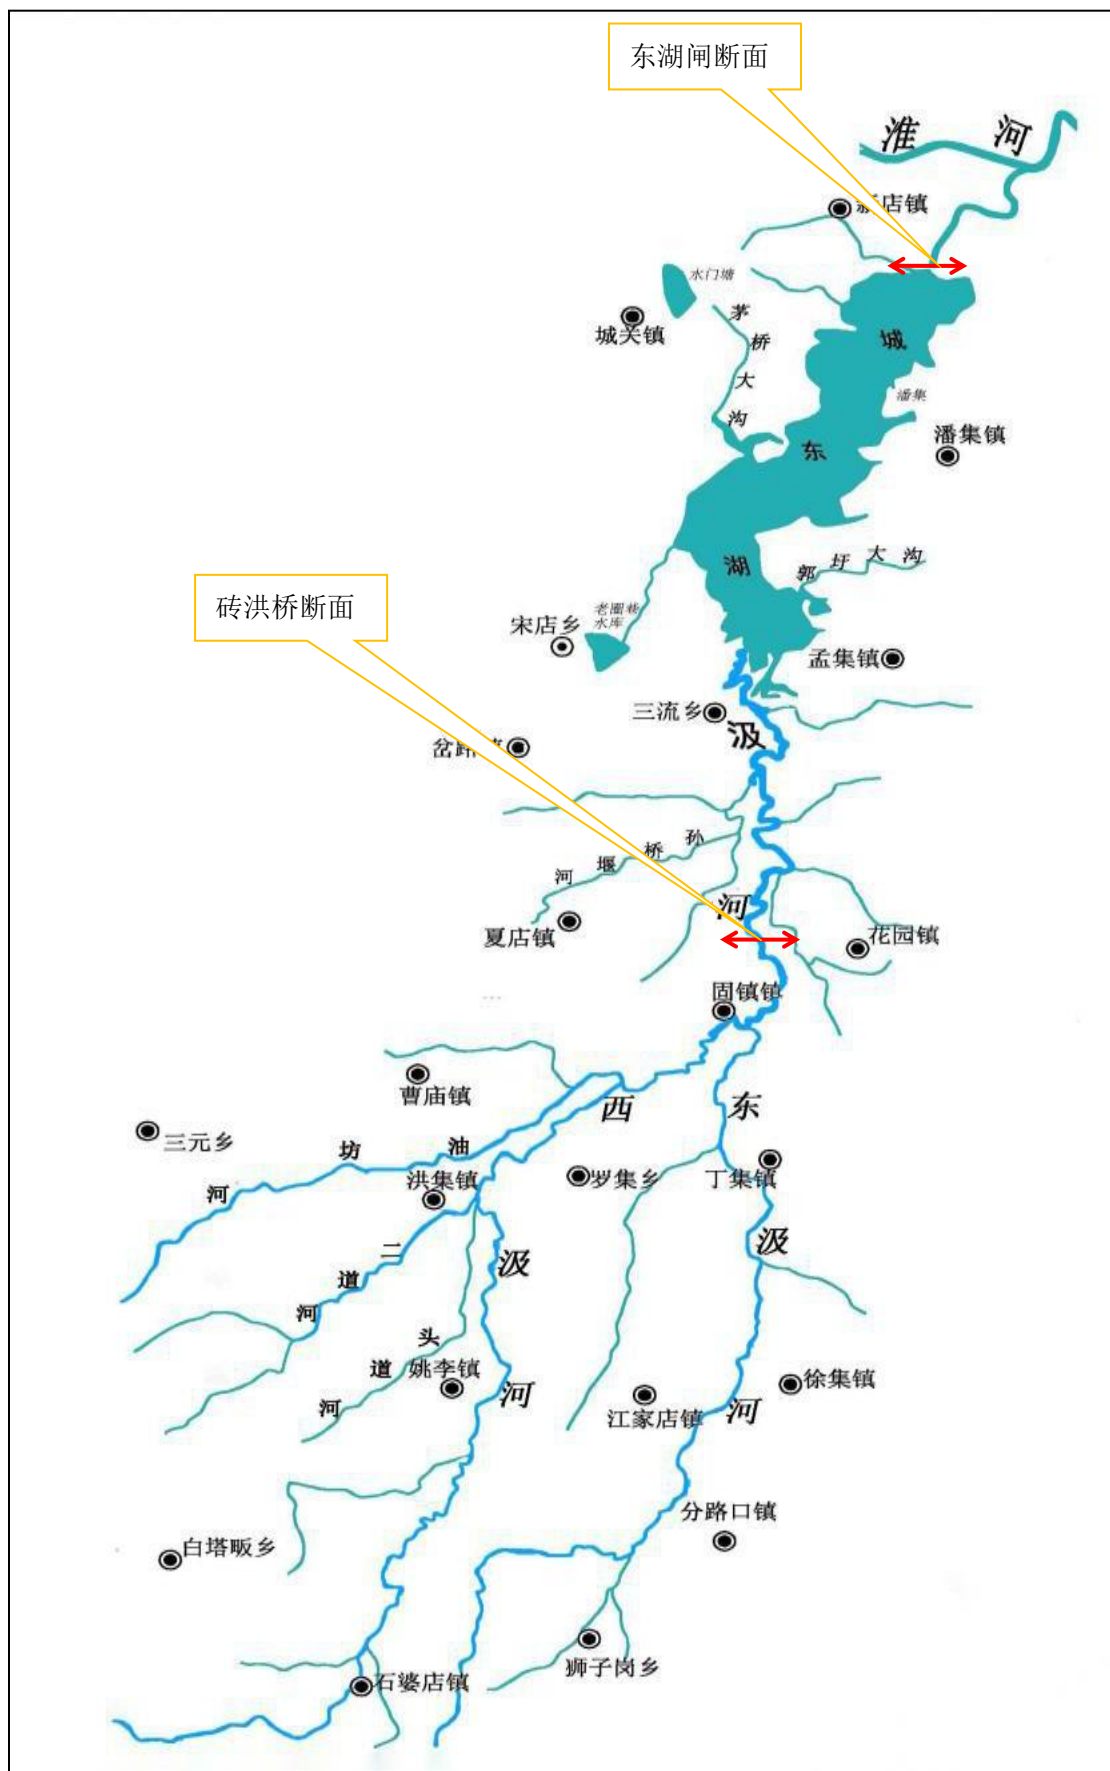 东湖闸断面
淮河
新店镇
水门塘
城关镇
茅桥大沟
城东湖
潘集
潘集镇
郭圩大沟
砖洪桥断面
老圈栋
水库
宋店乡
孟集镇
三流乡
岔路
汲河
孙桥堰河
夏店镇
花园镇
固镇镇
曹庙镇
西汲河
东汲河
三元乡
油坊河
洪集镇
罗集乡
丁集镇
二道河
头道河
姚李镇
徐集镇
江家店镇
分路口镇
白塔畈乡
狮子岗乡
石婆店镇